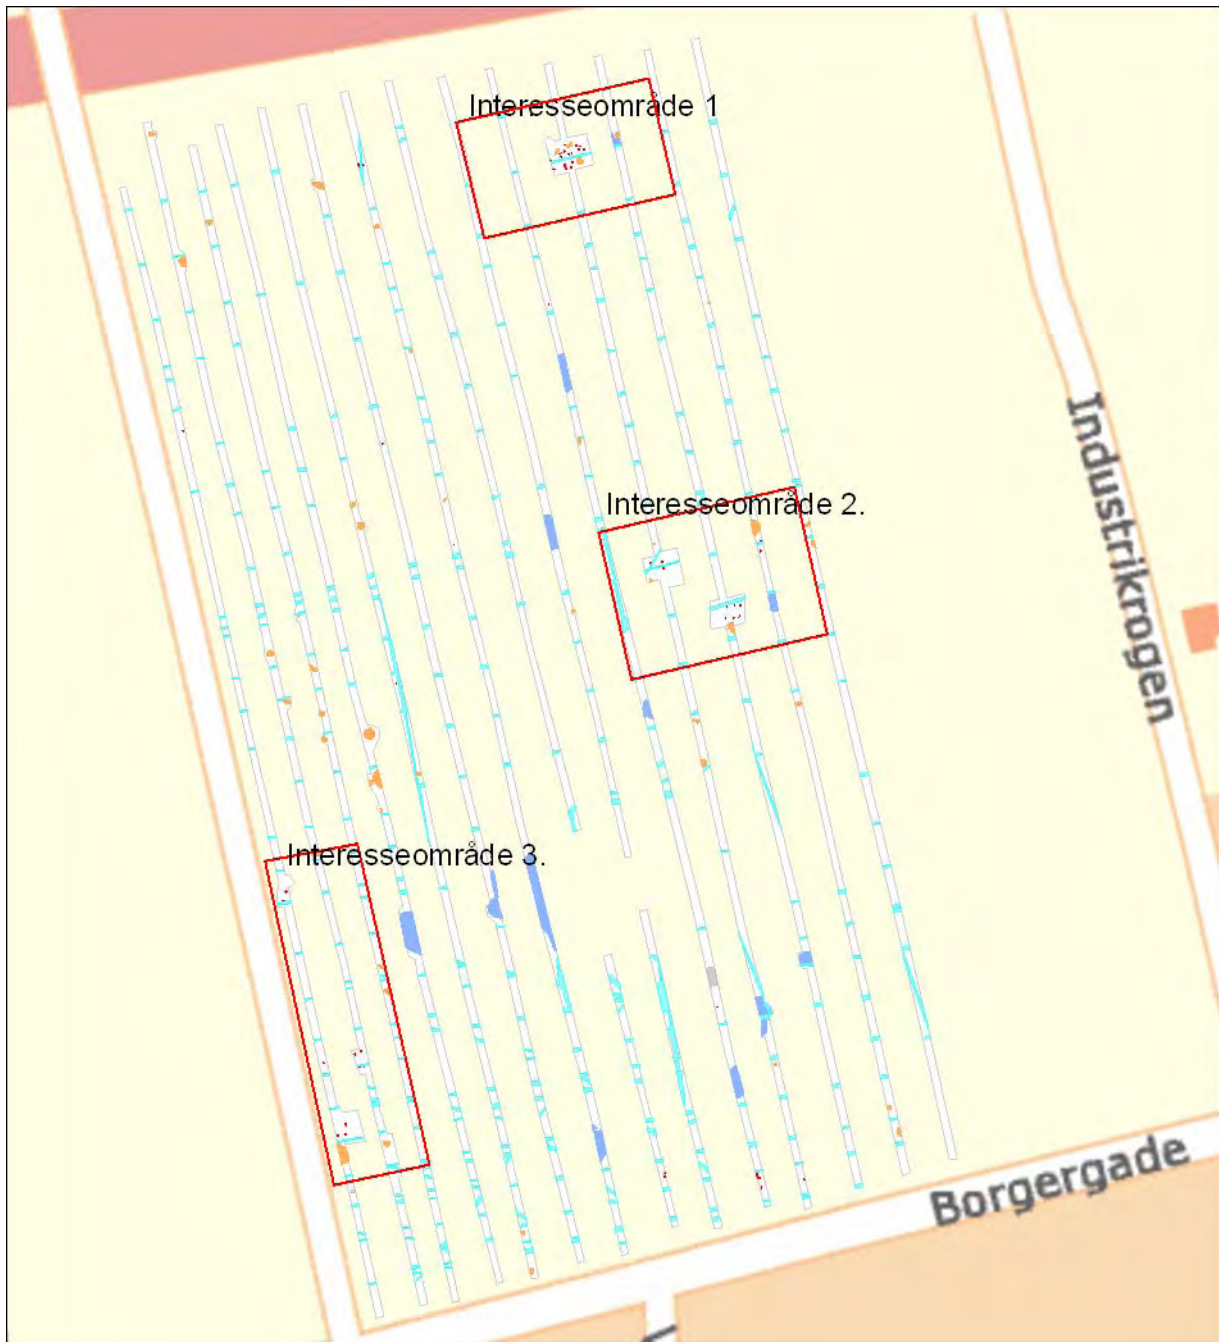 Interesseområde 1
Industrikrogen
Interesseområde 2.
Interesseområde 3.
Borgergade